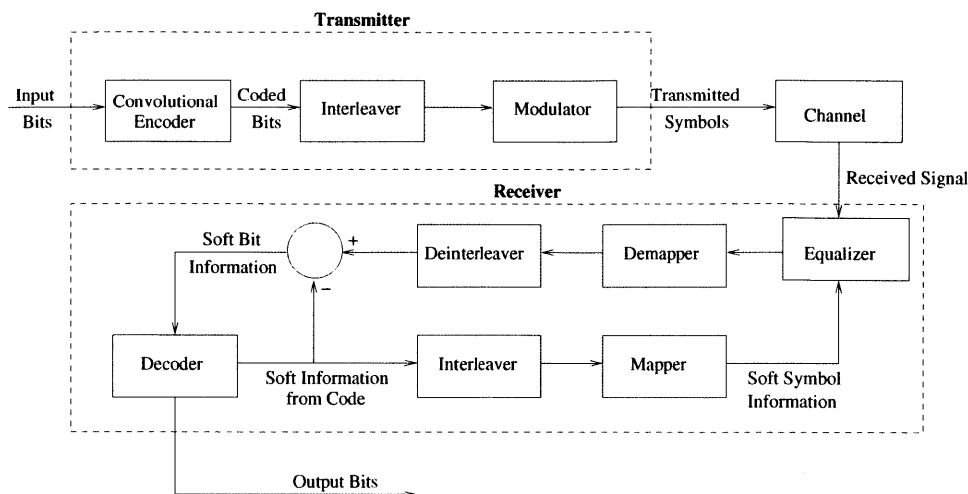 Transmitter
Input
Bits
Convolutional
Encoder
Coded
Bits
Interleaver
Modulator
Transmitted
Symbols
Channel
Received Signal
Receiver
Soft Bit
Information
+
−
Deinterleaver
Demapper
Equalizer
Decoder
Soft Information
from Code
Interleaver
Mapper
Soft Symbol
Information
Output Bits